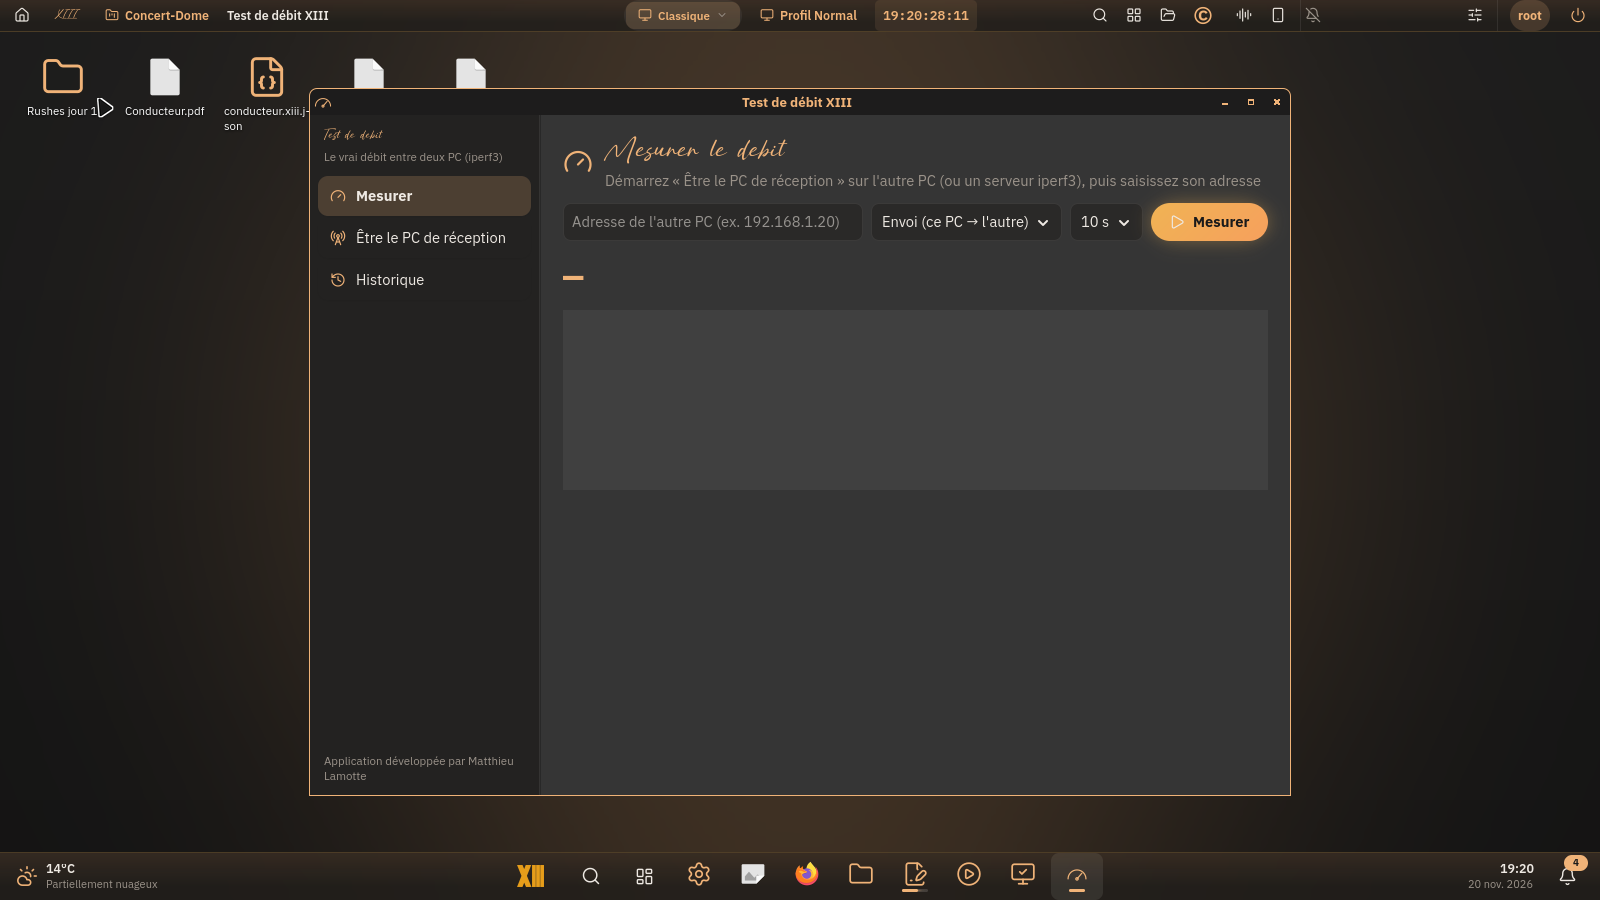 XIII
Concert-Dome
Test de débit XIII
Classique
Profil Normal
19:20:28:11
root
Rushes jour 1
Conducteur.pdf
conducteur.xiii.j-
son
Test de débit XIII
Test de debit
Le vrai débit entre deux PC (iperf3)
Mesurer
Être le PC de réception
Historique
Application développée par Matthieu
Lamotte
Mesurer le debit
Démarrez « Être le PC de réception » sur l'autre PC (ou un serveur iperf3), puis saisissez son adresse
Adresse de l'autre PC (ex. 192.168.1.20)
Envoi (ce PC → l'autre)
10 s
Mesurer
14°C
Partiellement nuageux
XIII
19:20
20 nov. 2026
4